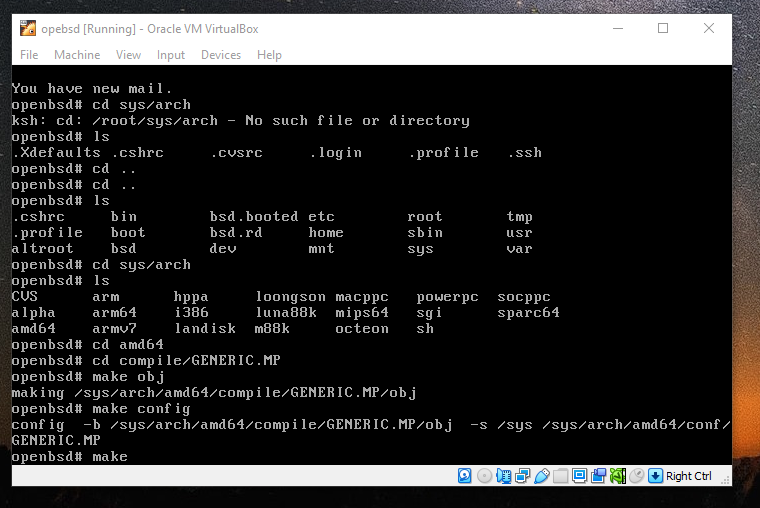 opebsd [Running] - Oracle VM VirtualBox
File Machine View Input Devices Help
You have new mail.
openbsd# cd sys/arch
ksh: cd: /root/sys/arch - No such file or directory
openbsd# ls
.Xdefaults .cshrc .cvsrc .login .profile .ssh
openbsd# cd ..
openbsd# cd ..
openbsd# ls
.cshrc bin bsd.booted etc root tmp
.profile boot bsd.rd home sbin usr
altroot bsd dev mnt sys var
openbsd# cd sys/arch
openbsd# ls
CVS arm hppa loongson macppc powerpc socppc
alpha arm64 i386 luna88k mips64 sgi sparc64
amd64 armv7 landisk m88k octeon sh
openbsd# cd amd64
openbsd# cd compile/GENERIC.MP
openbsd# make obj
making /sys/arch/amd64/compile/GENERIC.MP/obj
openbsd# make config
config -b /sys/arch/amd64/compile/GENERIC.MP/obj -s /sys /sys/arch/amd64/conf/
GENERIC.MP
openbsd# make
Right Ctrl